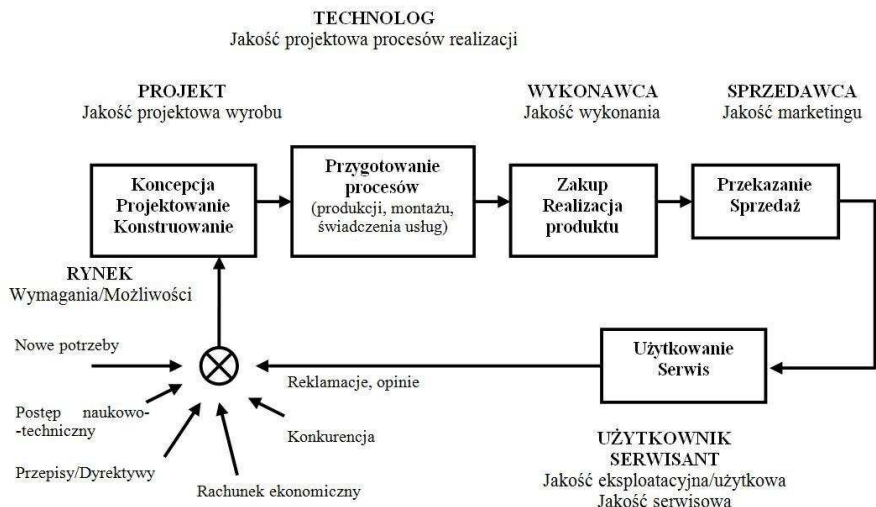 TECHNOLOG
Jakość projektowa procesów realizacji
PROJEKT
Jakość projektowa wyrobu
WYKONAWCA
Jakość wykonania
SPRZEDAWCA
Jakość marketingu
Koncepcja
Projektowanie
Konstruowanie
Przygotowanie
procesów
(produkcji, montażu,
świadczenia usług)
Zakup
Realizacja
produktu
Przekazanie
Sprzedaż
RYNEK
Wymagania/Możliwości
Nowe potrzeby
Postęp naukowo-
-techniczny
Przepisy/Dyrektywy
Rachunek ekonomiczny
Konkurencja
Reklamacje, opinie
Użytkowanie
Serwis
UŻYTKOWNIK
SERWISANT
Jakość eksploatacyjna/użytkowa
Jakość serwisowa